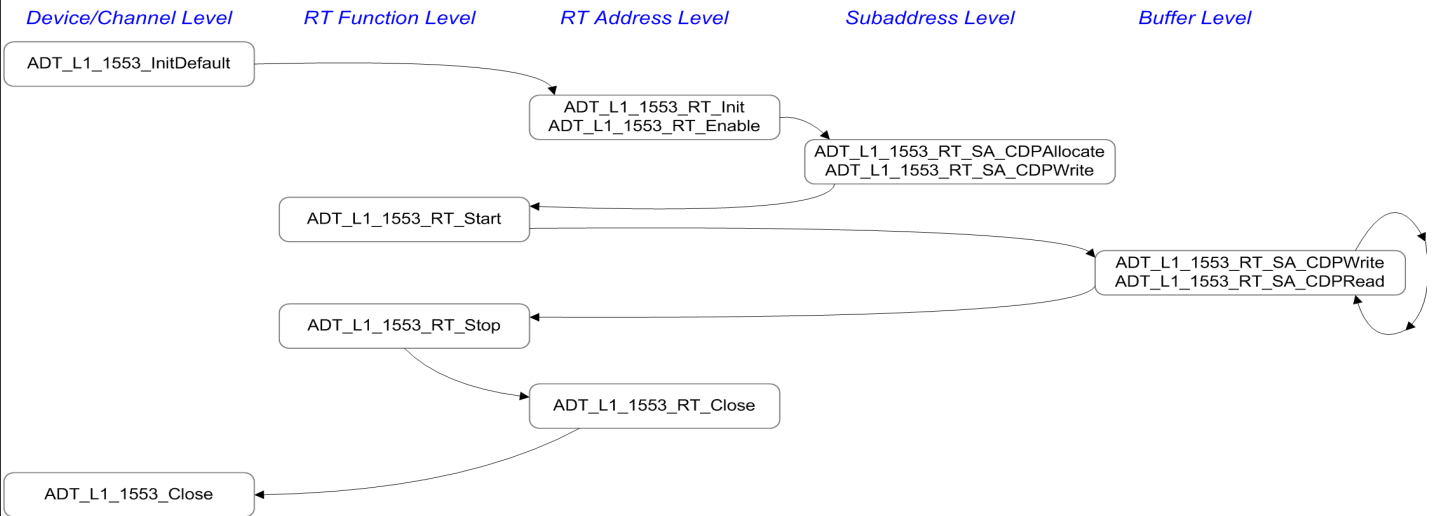 Device/Channel Level
RT Function Level
RT Address Level
Subaddress Level
Buffer Level
ADT_L1_1553_InitDefault
ADT_L1_1553_RT_Init
ADT_L1_1553_RT_Enable
ADT_L1_1553_RT_SA_CDPAllocate
ADT_L1_1553_RT_SA_CDPWrite
ADT_L1_1553_RT_Start
ADT_L1_1553_RT_SA_CDPWrite
ADT_L1_1553_RT_SA_CDPRead
ADT_L1_1553_RT_Stop
ADT_L1_1553_RT_Close
ADT_L1_1553_Close